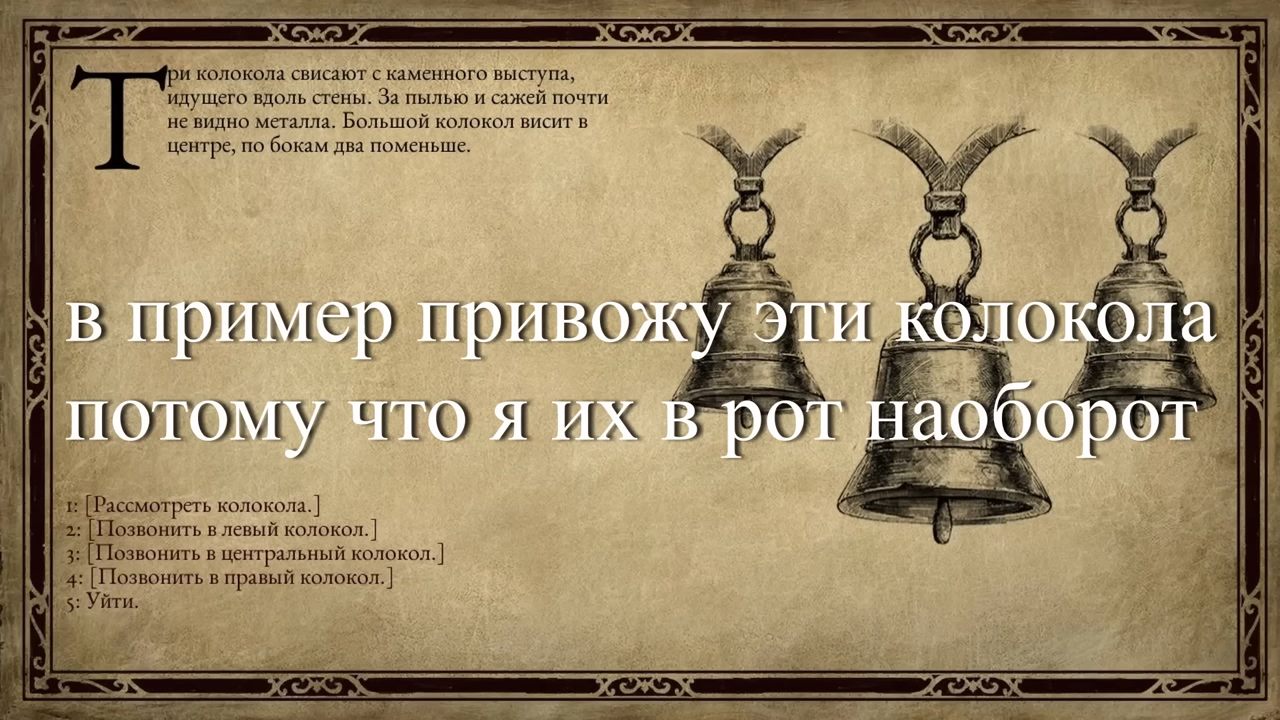 Три колокола свисают с каменного выступа,
идущего вдоль стены. За пылью и сажей почти
не видно металла. Большой колокол висит в
центре, по бокам два поменьше.
в пример привожу эти колокола
потому что я их в рот наоборот
1: [Рассмотреть колокола.]
2: [Позвонить в левый колокол.]
3: [Позвонить в центральный колокол.]
4: [Позвонить в правый колокол.]
5: Уйти.